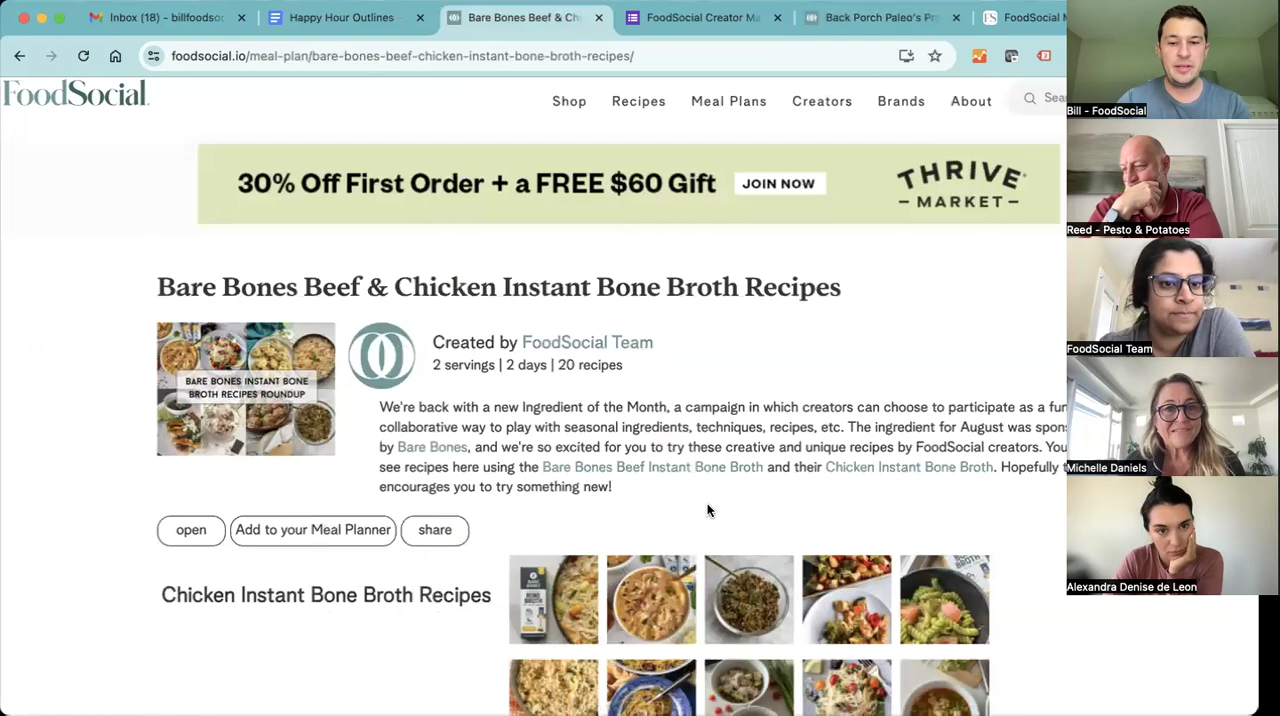 Inbox (18) - billfoodsoc
Happy Hour Outlines -
Bare Bones Beef & Ch
FoodSocial Creator M
Back Porch Paleo's Pr
FoodSocial M
foodsocial.io/meal-plan/bare-bones-beef-chicken-instant-bone-broth-recipes/
FoodSocial.
Shop Recipes Meal Plans Creators Brands About Sea
30% Off First Order + a FREE $60 Gift JOIN NOW THRIVE
MARKET
Bare Bones Beef & Chicken Instant Bone Broth Recipes
BARE BONES INSTANT BONE
BROTH RECIPES ROUNDUP
Created by FoodSocial Team
2 servings | 2 days | 20 recipes
We're back with a new Ingredient of the Month, a campaign in which creators can choose to participate as a fun
collaborative way to play with seasonal ingredients, techniques, recipes, etc. The ingredient for August was spons
by Bare Bones, and we're so excited for you to try these creative and unique recipes by FoodSocial creators. You
see recipes here using the Bare Bones Beef Instant Bone Broth and their Chicken Instant Bone Broth. Hopefully t
encourages you to try something new!
open Add to your Meal Planner share
Chicken Instant Bone Broth Recipes
Bill - FoodSocial
Reed - Pesto & Potatoes
FoodSocial Team
Michelle Daniels
Alexandra Denise de Leon